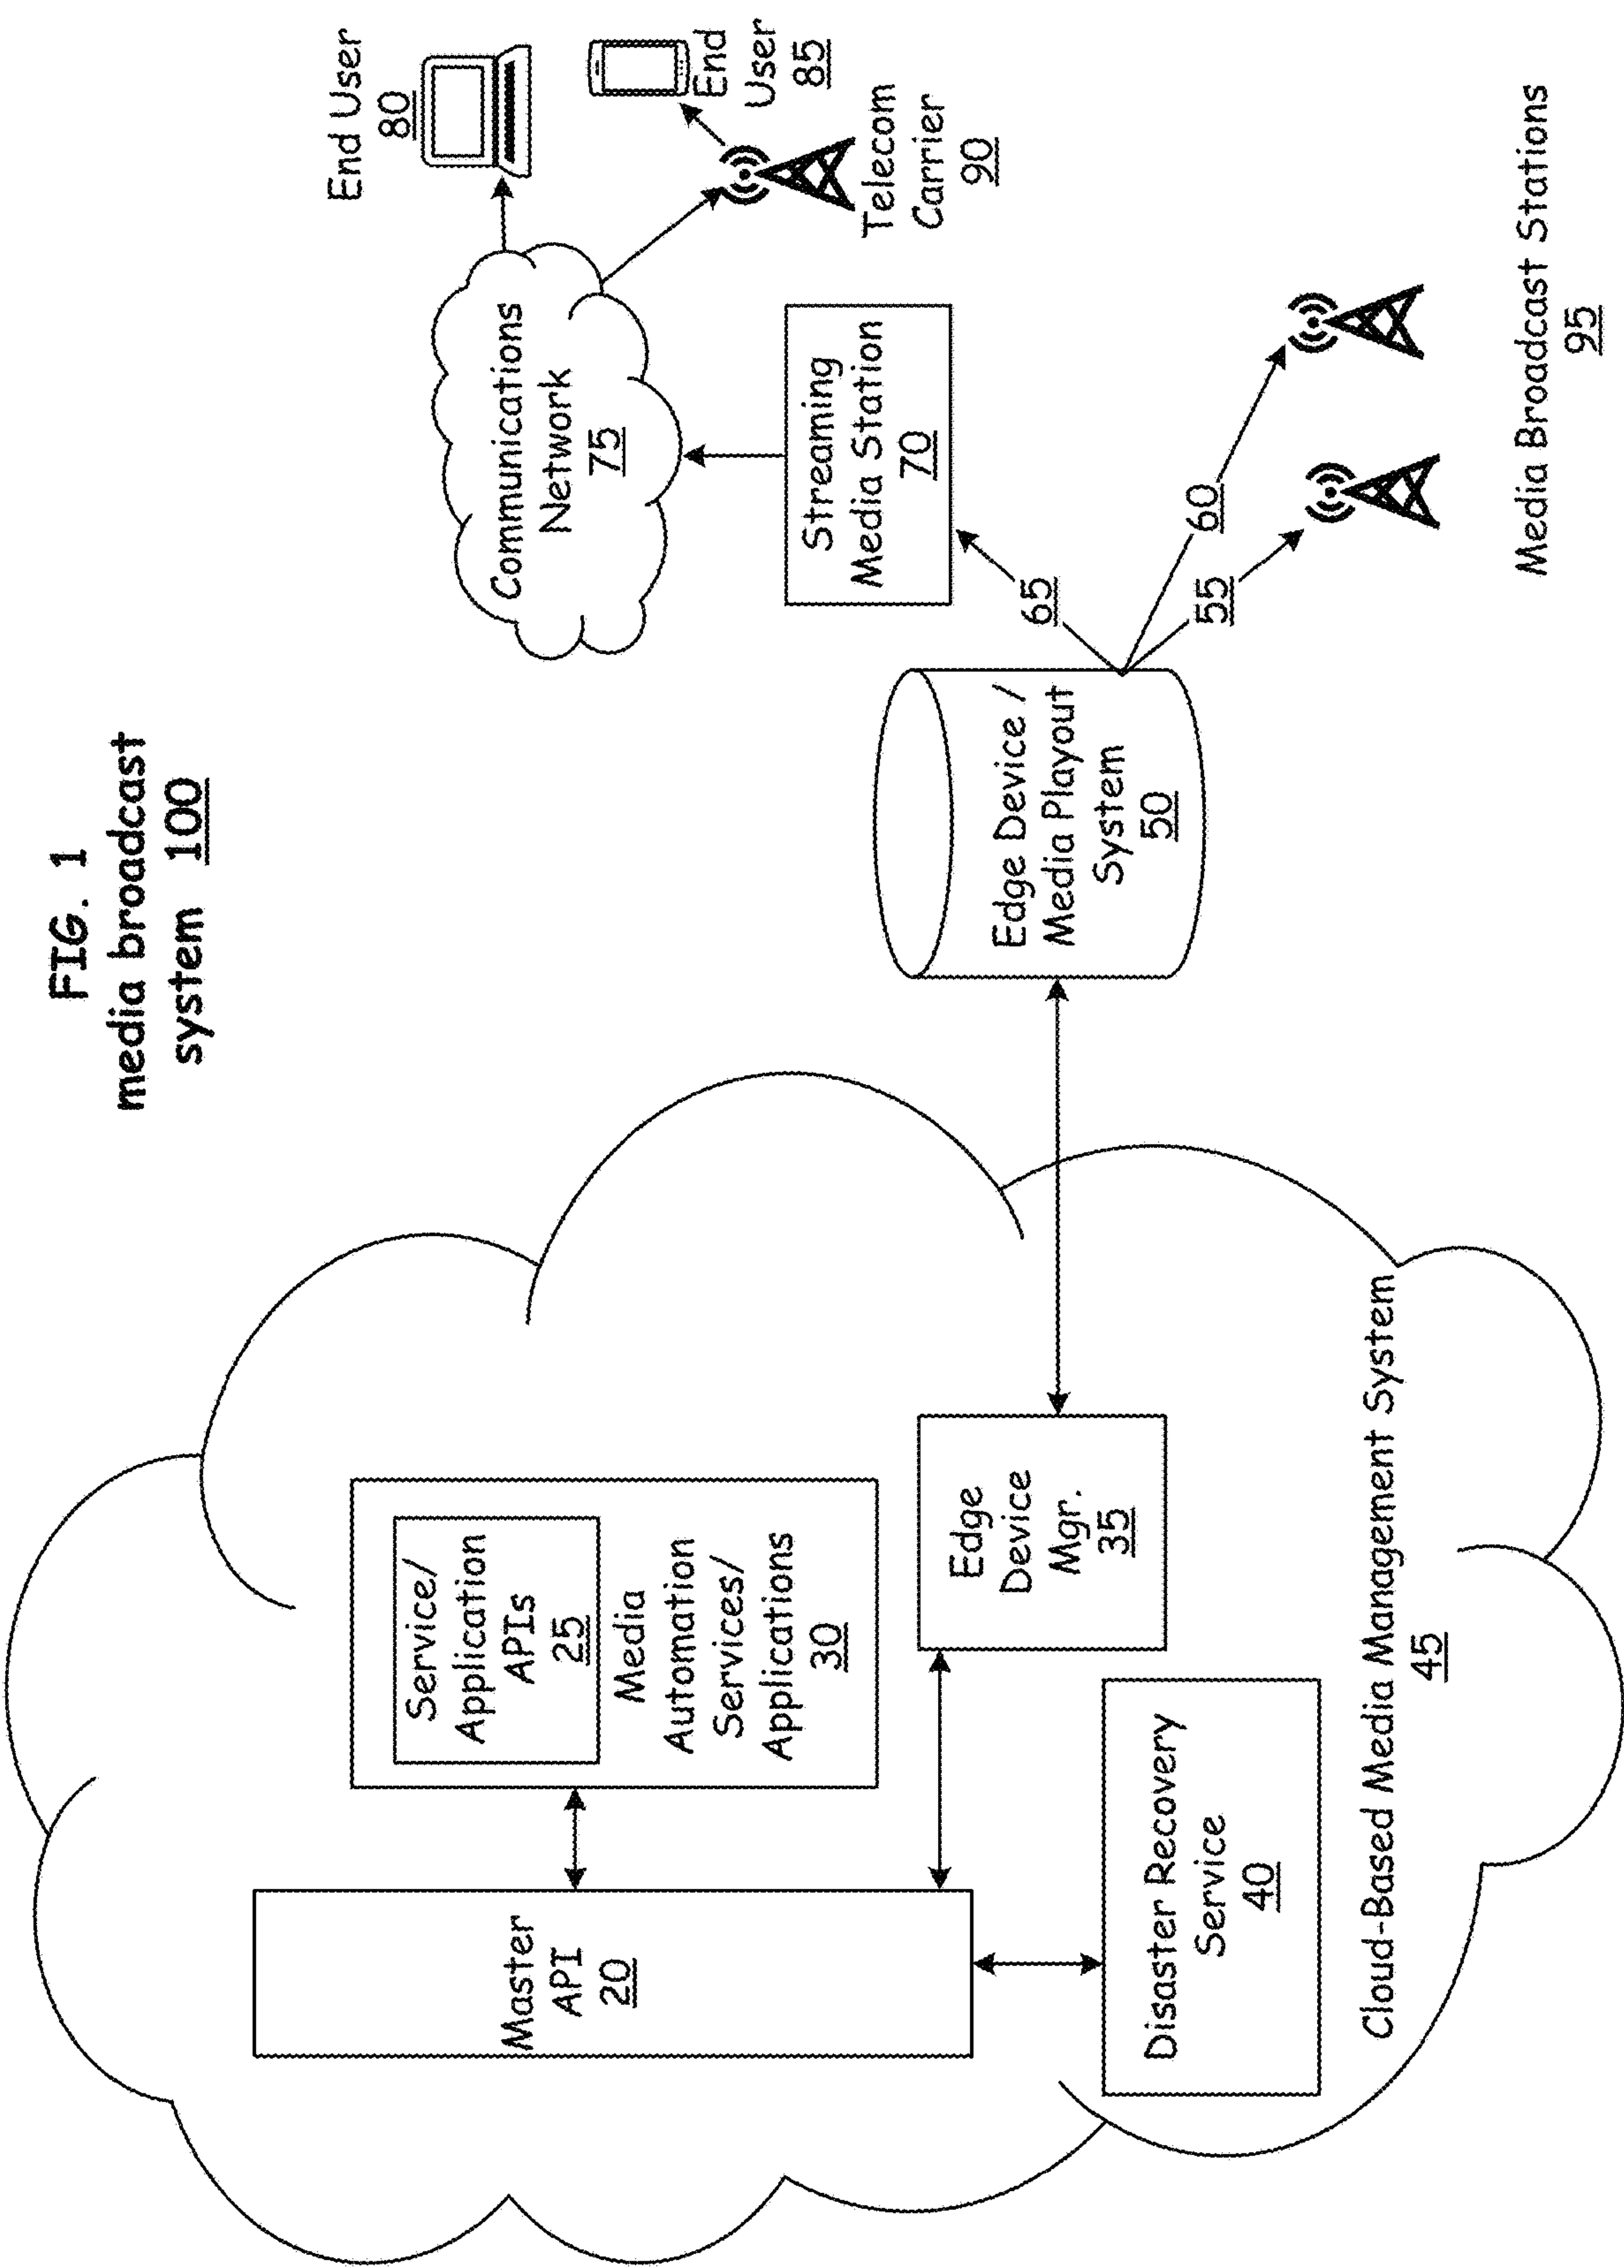 FIG. 1
media broadcast
system 100
Master
API
20
Service/
Application
APIs
25
Media
Automation
Services/
Applications
30
Edge
Device
Mgr.
35
Disaster Recovery
Service
40
Cloud-Based Media Management System
45
Edge Device /
Media Playout
System
50
65
60
55
Streaming
Media Station
70
Communications
Network
75
End User
80
End
User
85
Telecom
Carrier
90
Media Broadcast Stations
95